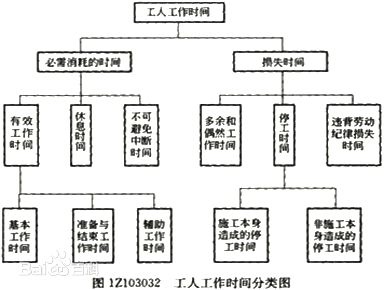 工人工作时间
必需消耗的时间
损失时间
有效
工作
时间
休息时间
不可
避免
中断
时间
多余和
偶然工
作时间
停工时间
违背劳动
纪律损失
时间
基本
工作
时间
准备与
结束工
作时间
辅助
工作
时间
施工本身
造成的停
工时间
非施工本
身造成的
停工时间
Bai百科
图 1Z103032 工人工作时间分类图